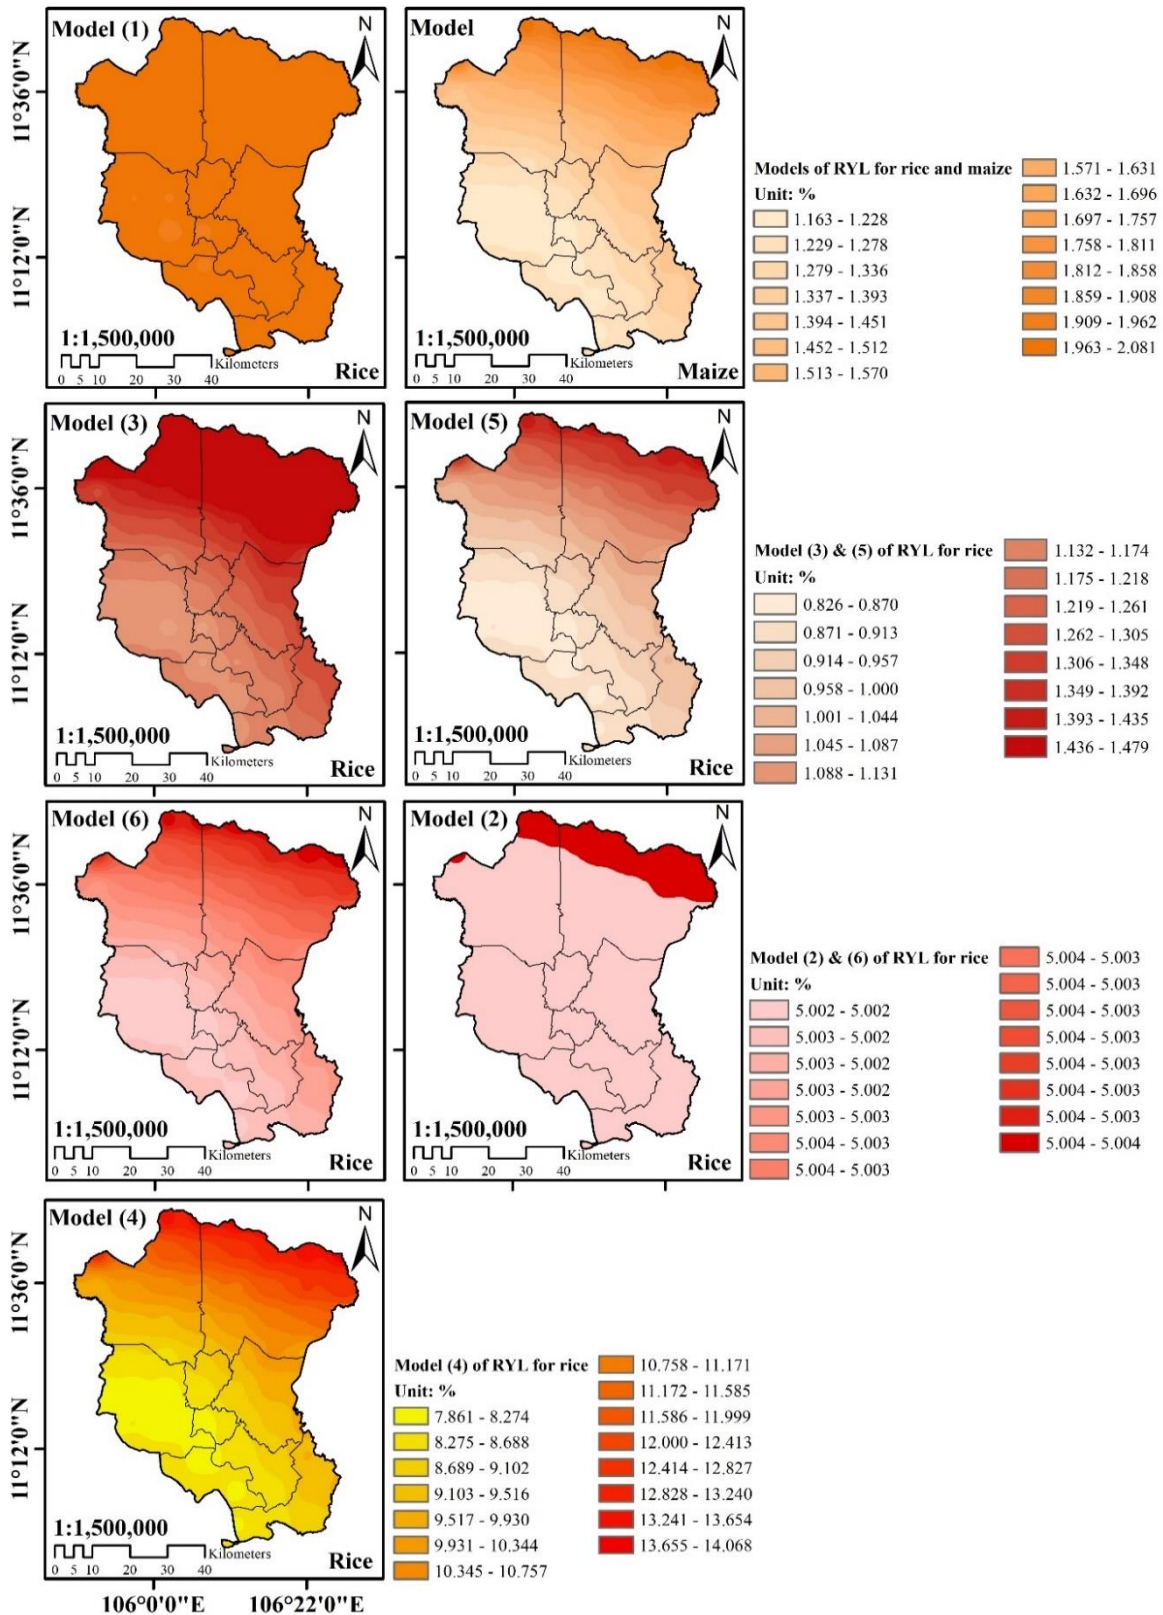 Model (1)
N
11°36'0"N
11°12'0"N
1:1,500,000
Kilometers
0 5 10 20 30 40
Rice
Model
N
1:1,500,000
Kilometers
0 5 10 20 30 40
Maize
Models of RYL for rice and maize
Unit: %
1.163 - 1.228
1.229 - 1.278
1.279 - 1.336
1.337 - 1.393
1.394 - 1.451
1.452 - 1.512
1.513 - 1.570
1.571 - 1.631
1.632 - 1.696
1.697 - 1.757
1.758 - 1.811
1.812 - 1.858
1.859 - 1.908
1.909 - 1.962
1.963 - 2.081
Model (3)
N
11°36'0"N
11°12'0"N
1:1,500,000
Kilometers
0 5 10 20 30 40
Rice
Model (5)
N
1:1,500,000
Kilometers
0 5 10 20 30 40
Rice
Model (3) & (5) of RYL for rice
Unit: %
0.826 - 0.870
0.871 - 0.913
0.914 - 0.957
0.958 - 1.000
1.001 - 1.044
1.045 - 1.087
1.088 - 1.131
1.132 - 1.174
1.175 - 1.218
1.219 - 1.261
1.262 - 1.305
1.306 - 1.348
1.349 - 1.392
1.393 - 1.435
1.436 - 1.479
Model (6)
N
11°36'0"N
11°12'0"N
1:1,500,000
Kilometers
0 5 10 20 30 40
Rice
Model (2)
N
1:1,500,000
Kilometers
0 5 10 20 30 40
Rice
Model (2) & (6) of RYL for rice
Unit: %
5.002 - 5.002
5.003 - 5.002
5.003 - 5.002
5.003 - 5.002
5.003 - 5.003
5.004 - 5.003
5.004 - 5.003
5.004 - 5.003
5.004 - 5.003
5.004 - 5.003
5.004 - 5.003
5.004 - 5.003
5.004 - 5.003
5.004 - 5.003
5.004 - 5.004
Model (4)
N
11°36'0"N
11°12'0"N
1:1,500,000
Kilometers
0 5 10 20 30 40
Rice
106°0'0"E
106°22'0"E
Model (4) of RYL for rice
Unit: %
7.861 - 8.274
8.275 - 8.688
8.689 - 9.102
9.103 - 9.516
9.517 - 9.930
9.931 - 10.344
10.345 - 10.757
10.758 - 11.171
11.172 - 11.585
11.586 - 11.999
12.000 - 12.413
12.414 - 12.827
12.828 - 13.240
13.241 - 13.654
13.655 - 14.068